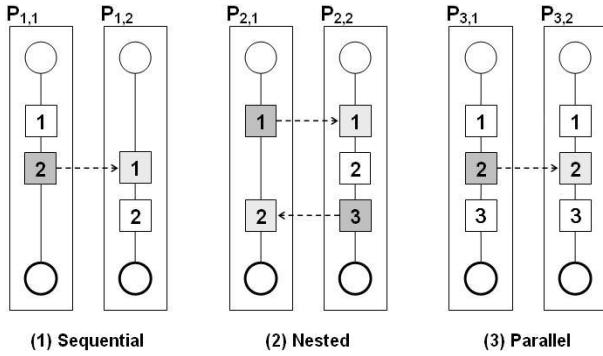 P1,1 P1,2 P2,1 P2,2 P3,1 P3,2
1 1 1 1 1
2 1 2 2 2
2 2 3 3 3
(1) Sequential (2) Nested (3) Parallel